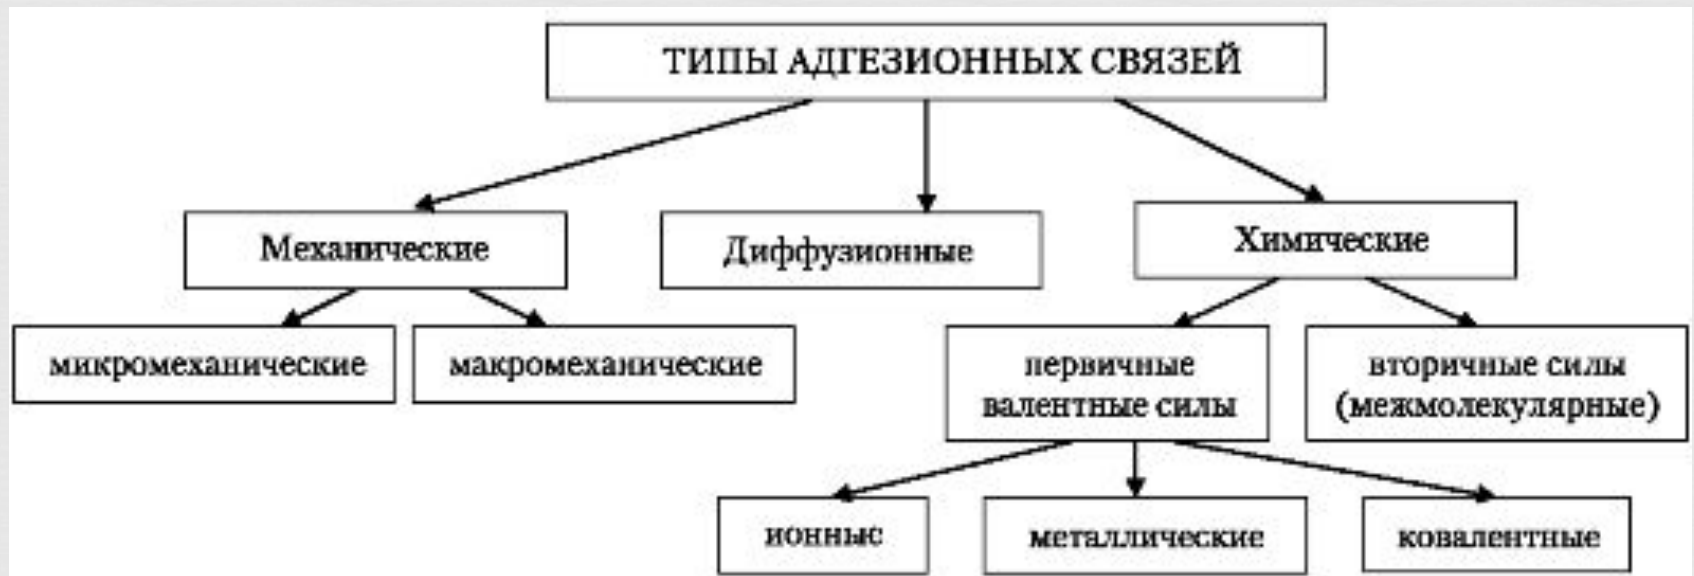 ТИПЫ АДГЕЗИОННЫХ СВЯЗЕЙ
Механические
Диффузионные
Химические
микромеханические
макромеханические
первичные
валентные силы
вторичные силы
(межмолекулярные)
ионные
металлические
ковалентные